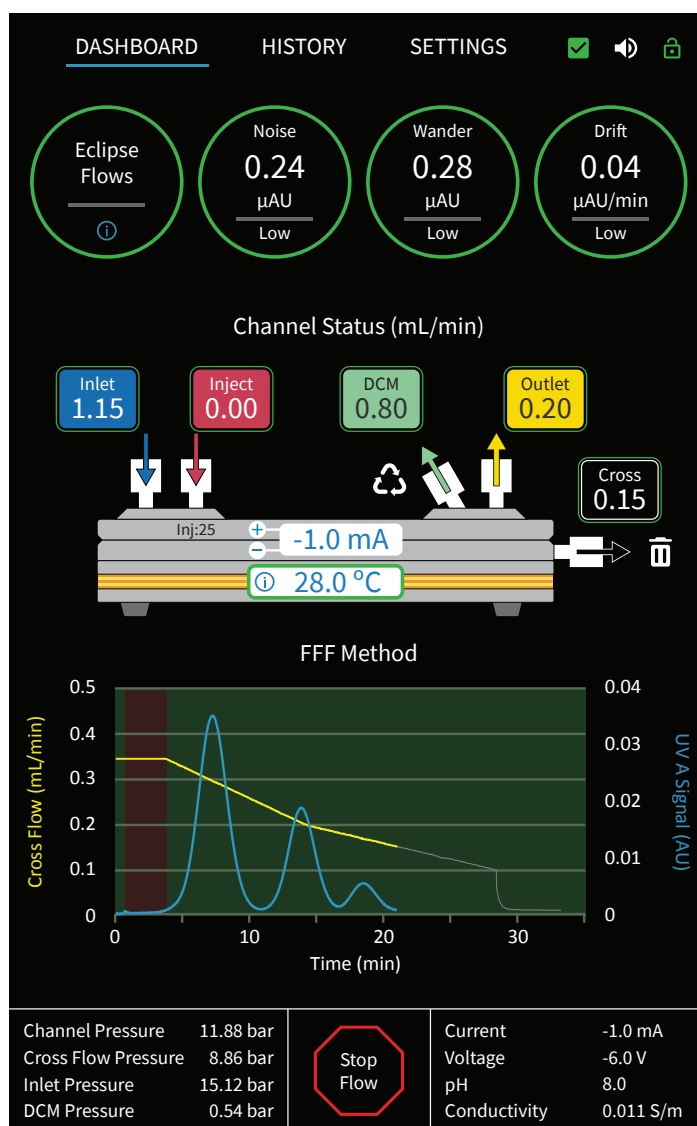 DASHBOARD HISTORY SETTINGS
Eclipse
Flows
Noise
0.24
µAU
Low
Wander
0.28
µAU
Low
Drift
0.04
µAU/min
Low
Channel Status (mL/min)
Inlet
1.15
Inject
0.00
DCM
0.80
Outlet
0.20
Cross
0.15
Inj:25
-1.0 mA
28.0 °C
FFF Method
Cross Flow (mL/min)
0.5
0.4
0.3
0.2
0.1
0
0.04
0.03
0.02
0.01
0
UV A Signal (AU)
0 10 20 30
Time (min)
Channel Pressure 11.88 bar
Cross Flow Pressure 8.86 bar
Inlet Pressure 15.12 bar
DCM Pressure 0.54 bar
Stop
Flow
Current -1.0 mA
Voltage -6.0 V
pH 8.0
Conductivity 0.011 S/m